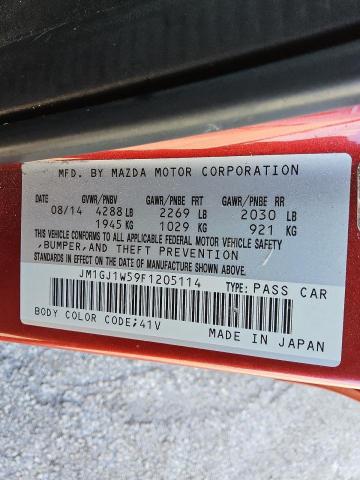 MFD. BY MAZDA MOTOR CORPORATION
DATE GVWR/PNBV GAWR/PNBE FRT GAWR/PNBE RR
08/14 4288 LB 2269 LB 2030 LB
1945 KG 1029 KG 921 KG
THIS VEHICLE CONFORMS TO ALL APPLICABLE FEDERAL MOTOR VEHICLE SAFETY
,BUMPER,AND THEFT PREVENTION
STANDARDS IN EFFECT ON THE DATE OF MANUFACTURE SHOWN ABOVE.
JM1GJ1W59F1205114 TYPE: PASS CAR
BODY COLOR CODE;41V MADE IN JAPAN